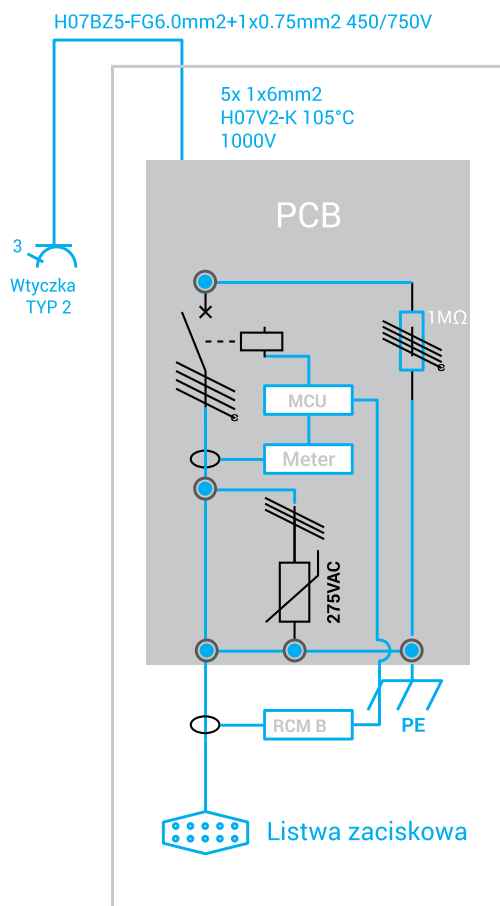 H07BZ5-FG6.0mm2+1x0.75mm2 450/750V
5x 1x6mm2
H07V2-K 105°C
1000V
PCB
3
Wtyczka
TYP 2
1MΩ
MCU
Meter
275VAC
RCM B
PE
Listwa zaciskowa